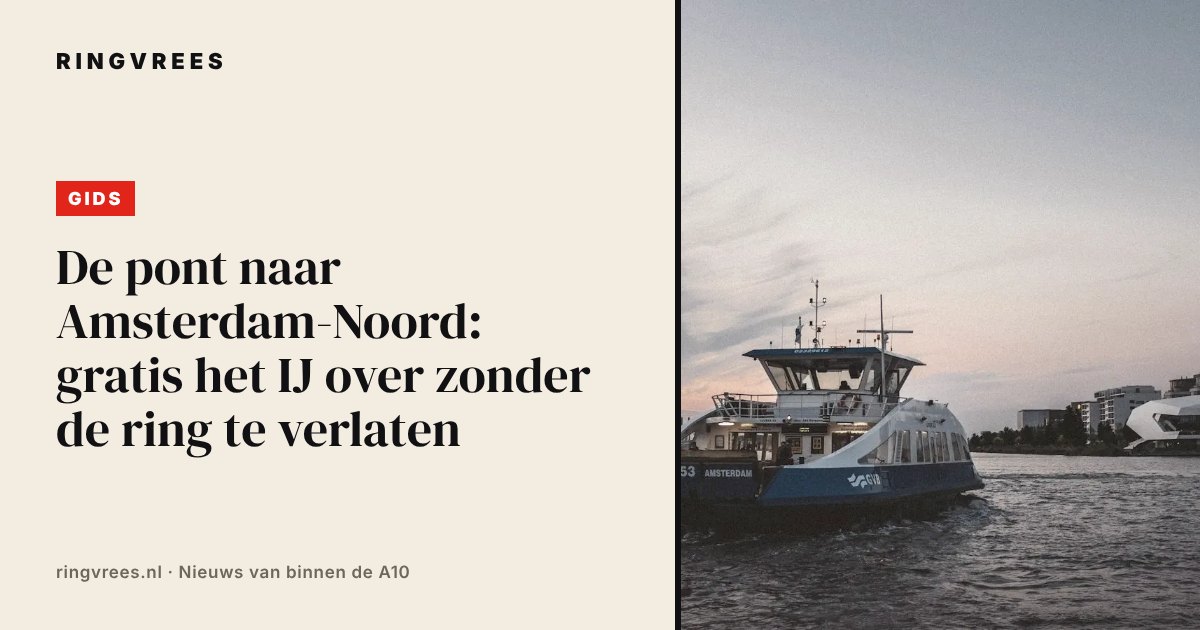 RINGVREES
GIDS
De pont naar
Amsterdam-Noord:
gratis het IJ over zonder
de ring te verlaten
ringvrees.nl · Nieuws van binnen de A10
53 AMSTERDAM
GVB